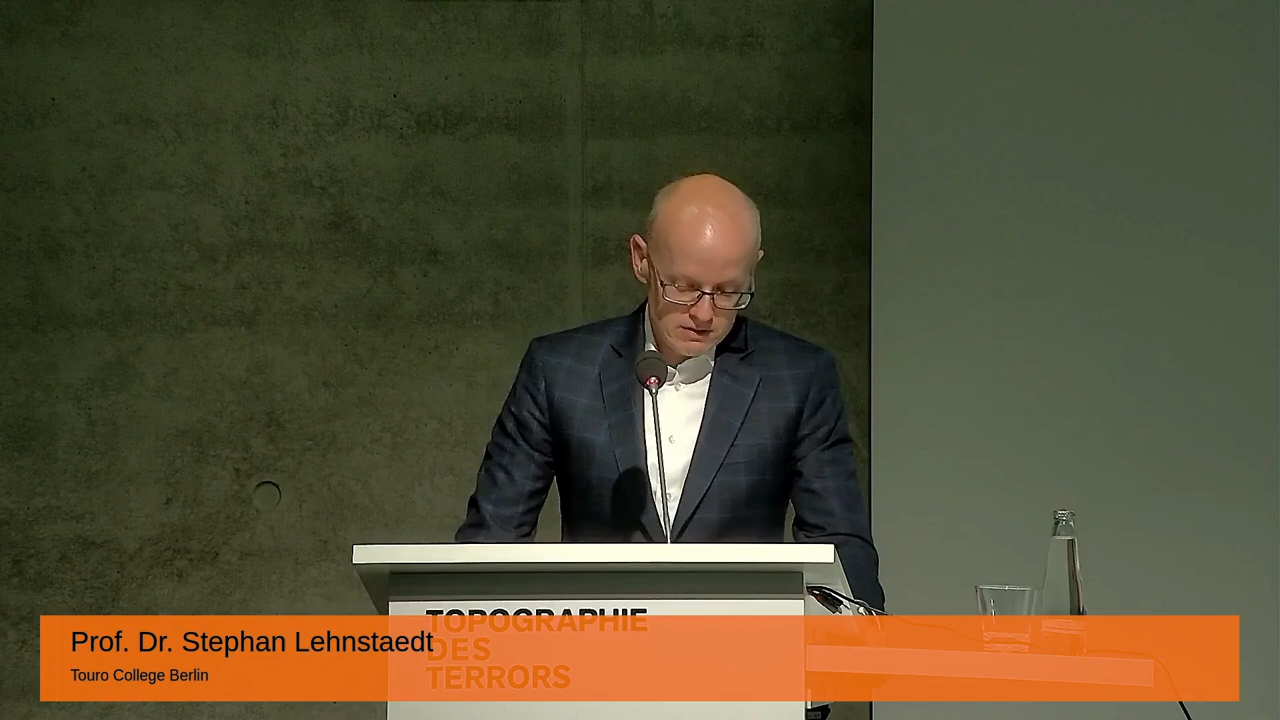 TOPOGRAPHIE
DES
TERRORS
Prof. Dr. Stephan Lehnstaedt
Touro College Berlin